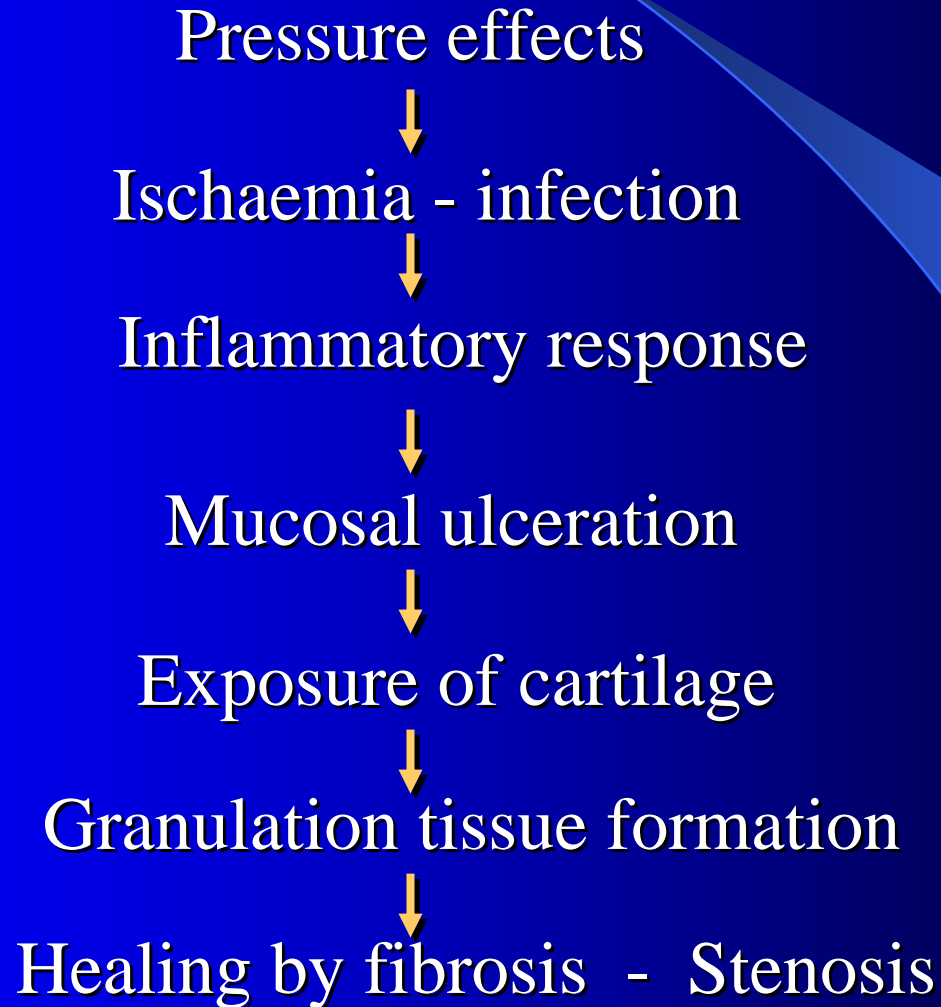 Pressure effects
Ischaemia - infection
Inflammatory response
Mucosal ulceration
Exposure of cartilage
Granulation tissue formation
Healing by fibrosis - Stenosis